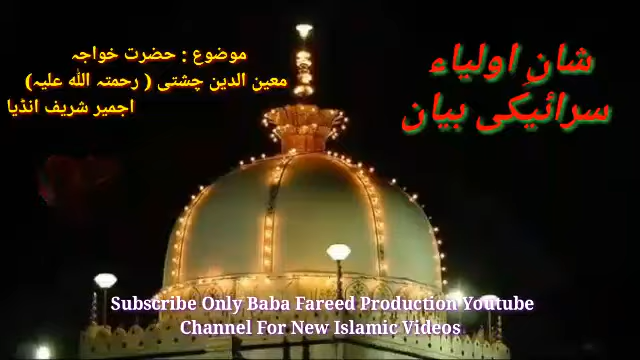 موضوع : حضرت خواجہ
معین الدین چشتی ( رحمتہ اللہ علیہ)
اجمیر شریف انڈیا
شانِ اولیاء
سرائیکی بیان
Subscribe Only Baba Fareed Production Youtube
Channel For New Islamic Videos